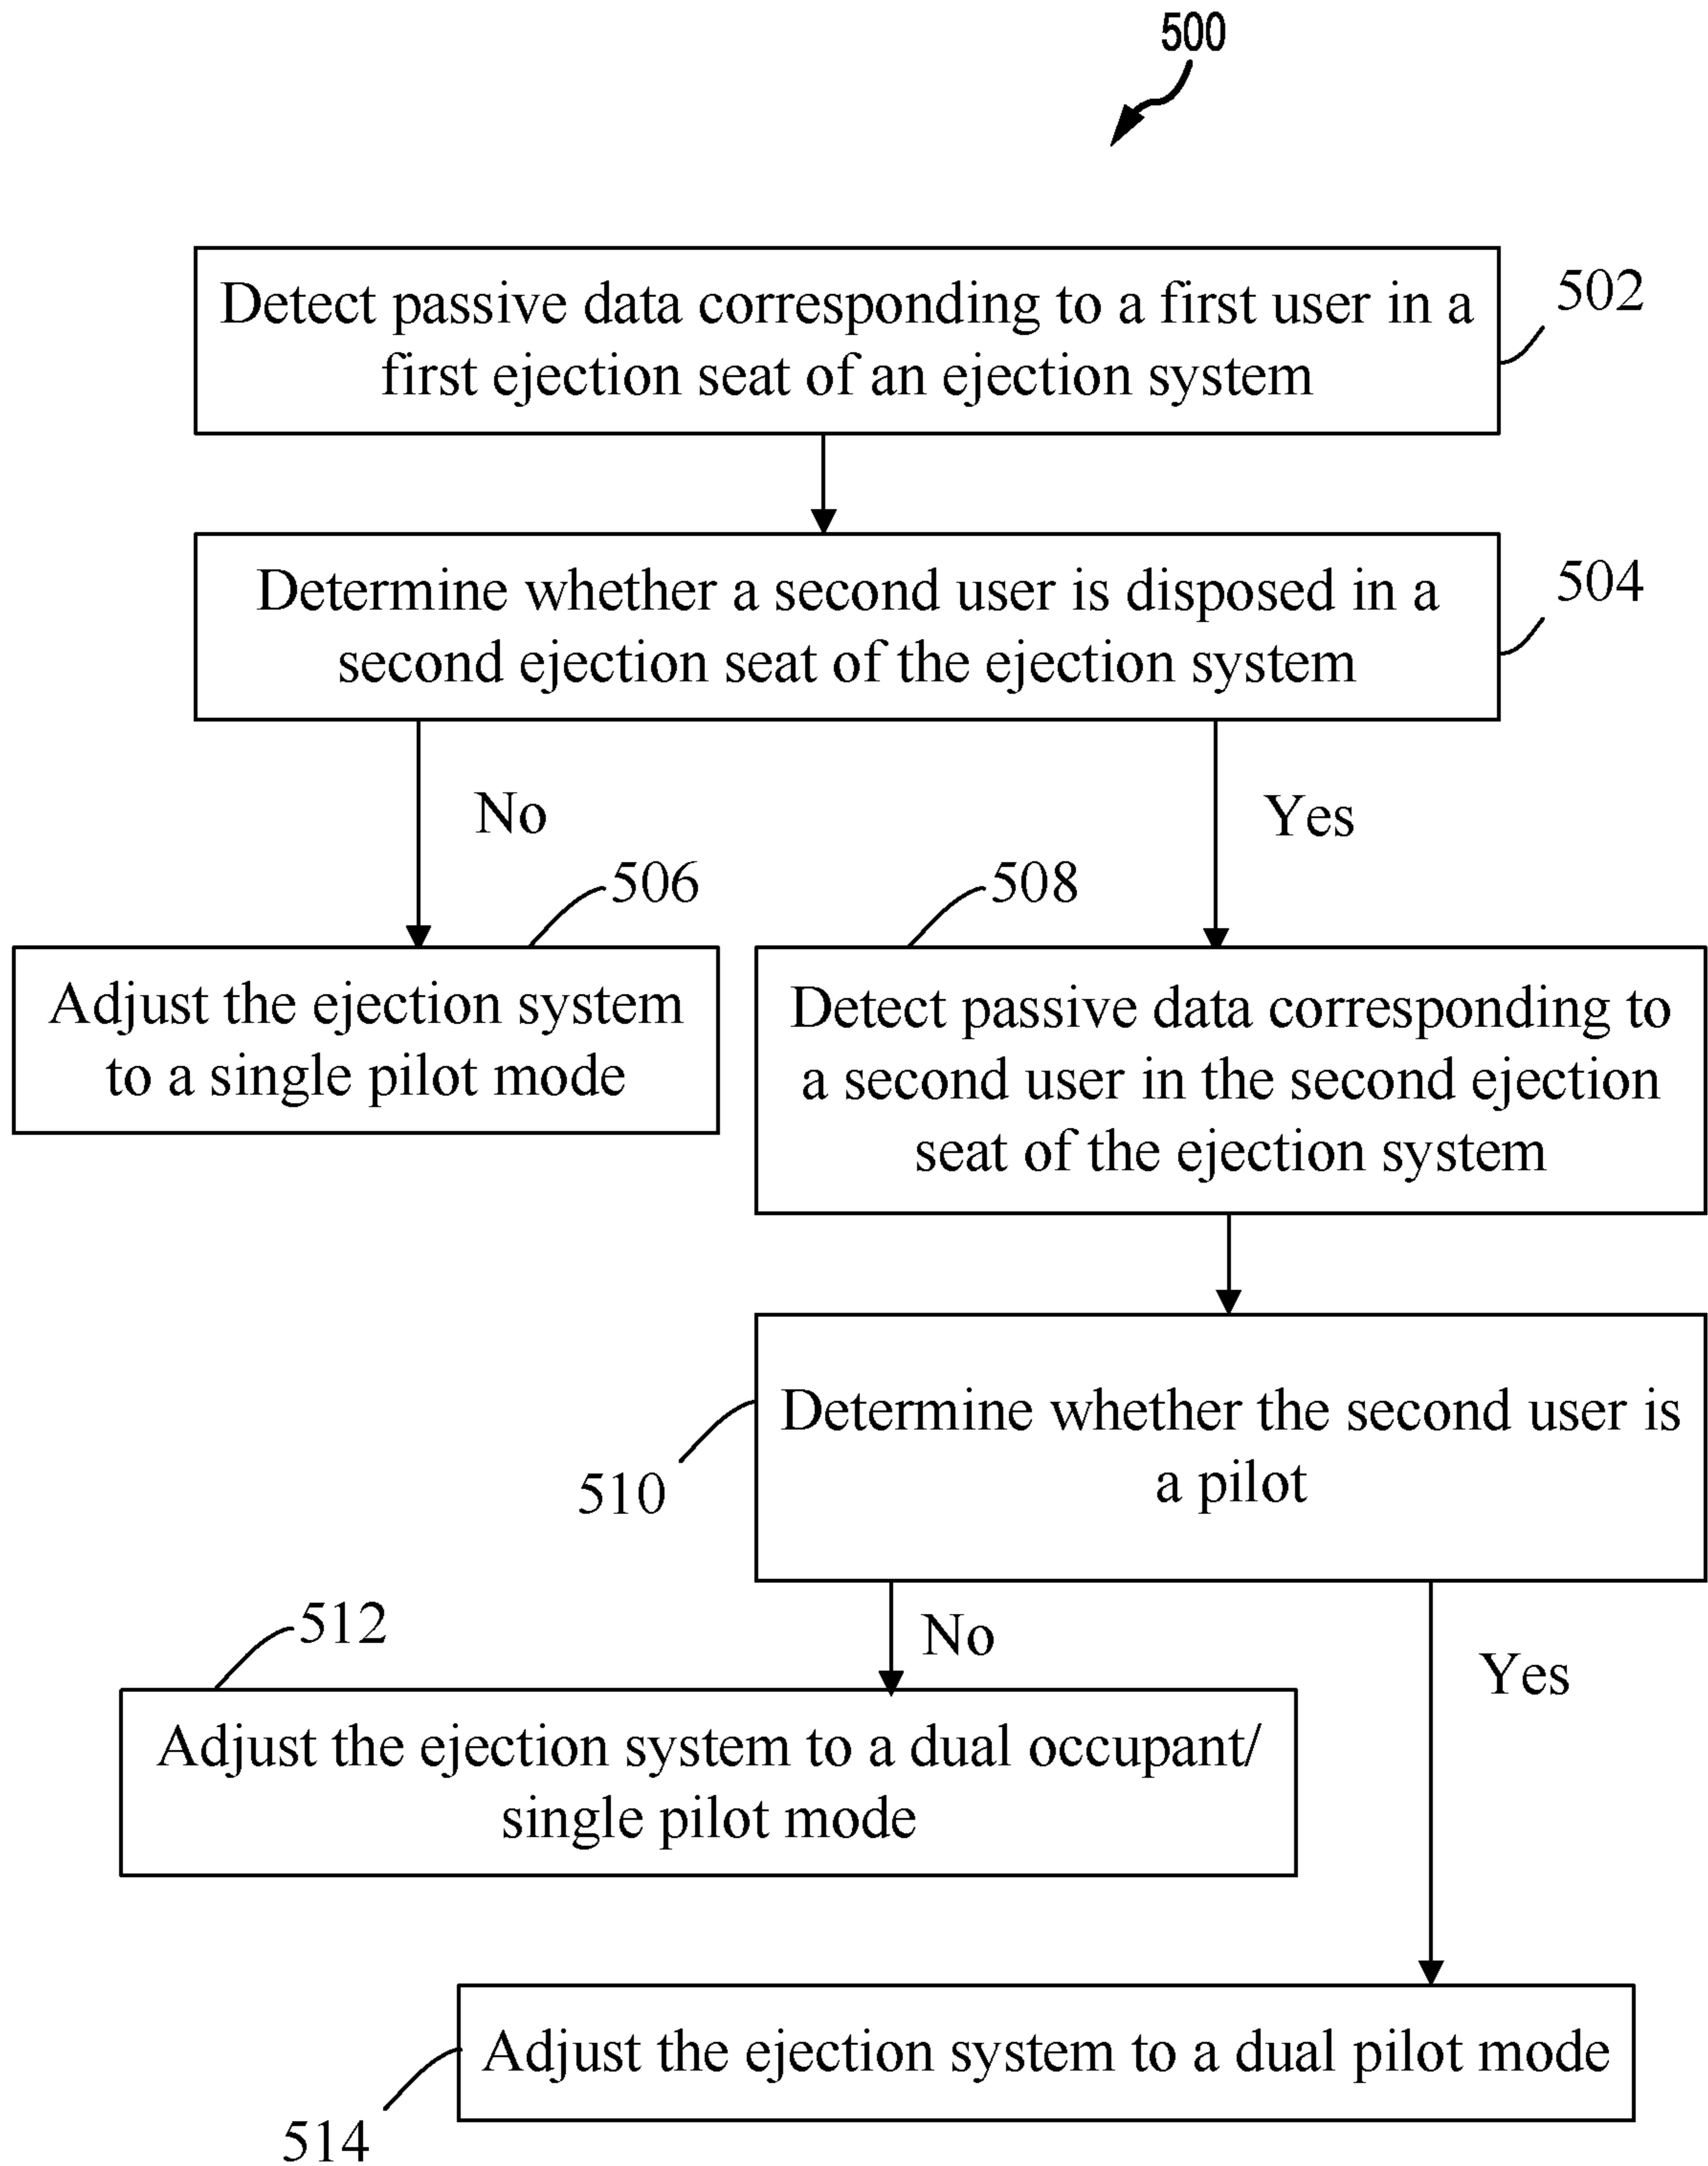 500
Detect passive data corresponding to a first user in a
first ejection seat of an ejection system
502
Determine whether a second user is disposed in a
second ejection seat of the ejection system
504
No
Yes
506
508
Adjust the ejection system
to a single pilot mode
Detect passive data corresponding to
a second user in the second ejection
seat of the ejection system
Determine whether the second user is
a pilot
510
512
No
Yes
Adjust the ejection system to a dual occupant/
single pilot mode
Adjust the ejection system to a dual pilot mode
514